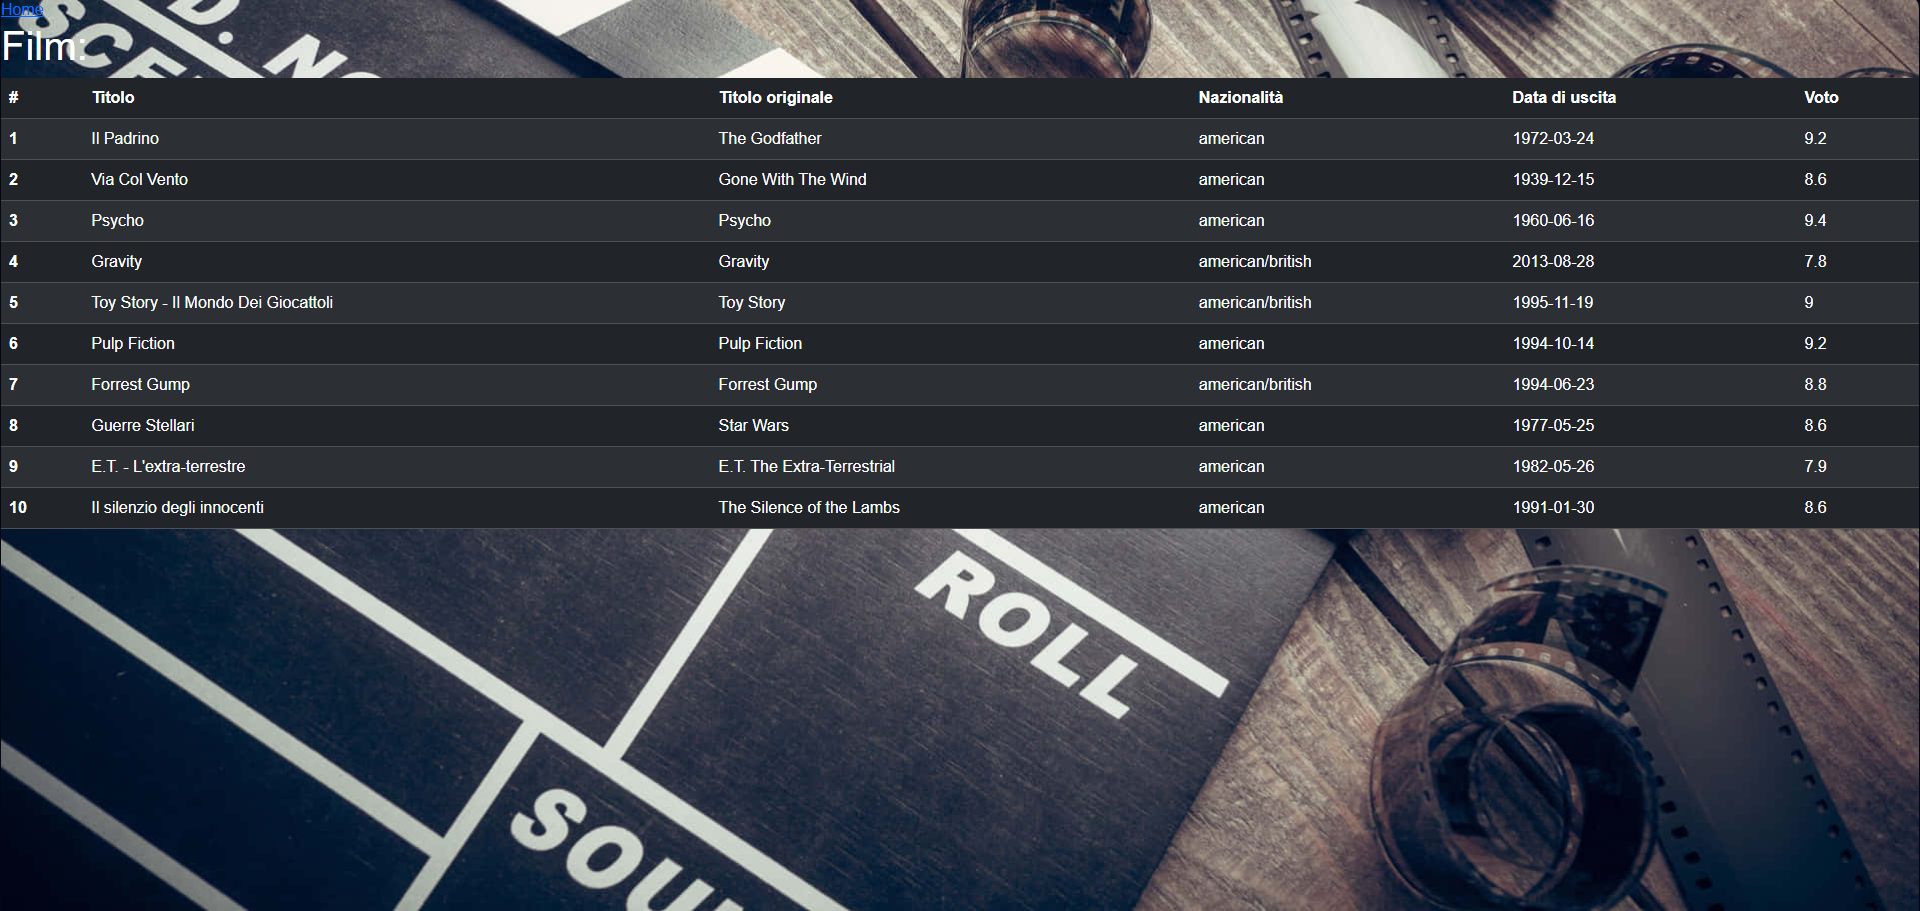 Home
Film:
# Titolo Titolo originale Nazionalità Data di uscita Voto
1 Il Padrino The Godfather american 1972-03-24 9.2
2 Via Col Vento Gone With The Wind american 1939-12-15 8.6
3 Psycho Psycho american 1960-06-16 9.4
4 Gravity Gravity american/british 2013-08-28 7.8
5 Toy Story - Il Mondo Dei Giocattoli Toy Story american/british 1995-11-19 9
6 Pulp Fiction Pulp Fiction american 1994-10-14 9.2
7 Forrest Gump Forrest Gump american/british 1994-06-23 8.8
8 Guerre Stellari Star Wars american 1977-05-25 8.6
9 E.T. - L'extra-terrestre E.T. The Extra-Terrestrial american 1982-05-26 7.9
10 Il silenzio degli innocenti The Silence of the Lambs american 1991-01-30 8.6
ROLL